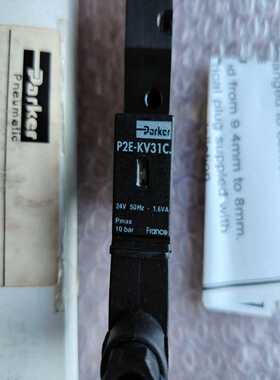 Parker
Pneumatic
Parker
P2E-KV31C
24V 50Hz - 1.6VA
Pmax
10 bar France
from 9.4mm to 8mm.
plug supplied with